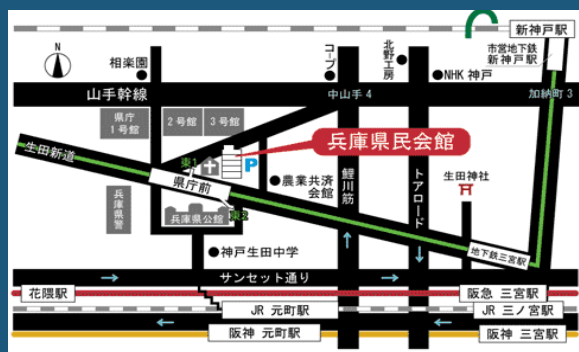 新神戸駅
N
相楽園
コープ
北野工房
NHK 神戸
市営地下鉄
新神戸駅
山手幹線
中山手 4
加納町 3
県庁
1号館
2号館
3号館
兵庫県民会館
生田新道
東1
P
県庁前
農業共済
会館
鯉川筋
トアロード
生田神社
兵庫県警
兵庫県公館
東2
神戸生田中学
地下鉄三宮駅
サンセット通り
花隈駅
阪急 三宮駅
JR 元町駅
JR 三ノ宮駅
阪神 元町駅
阪神 三宮駅